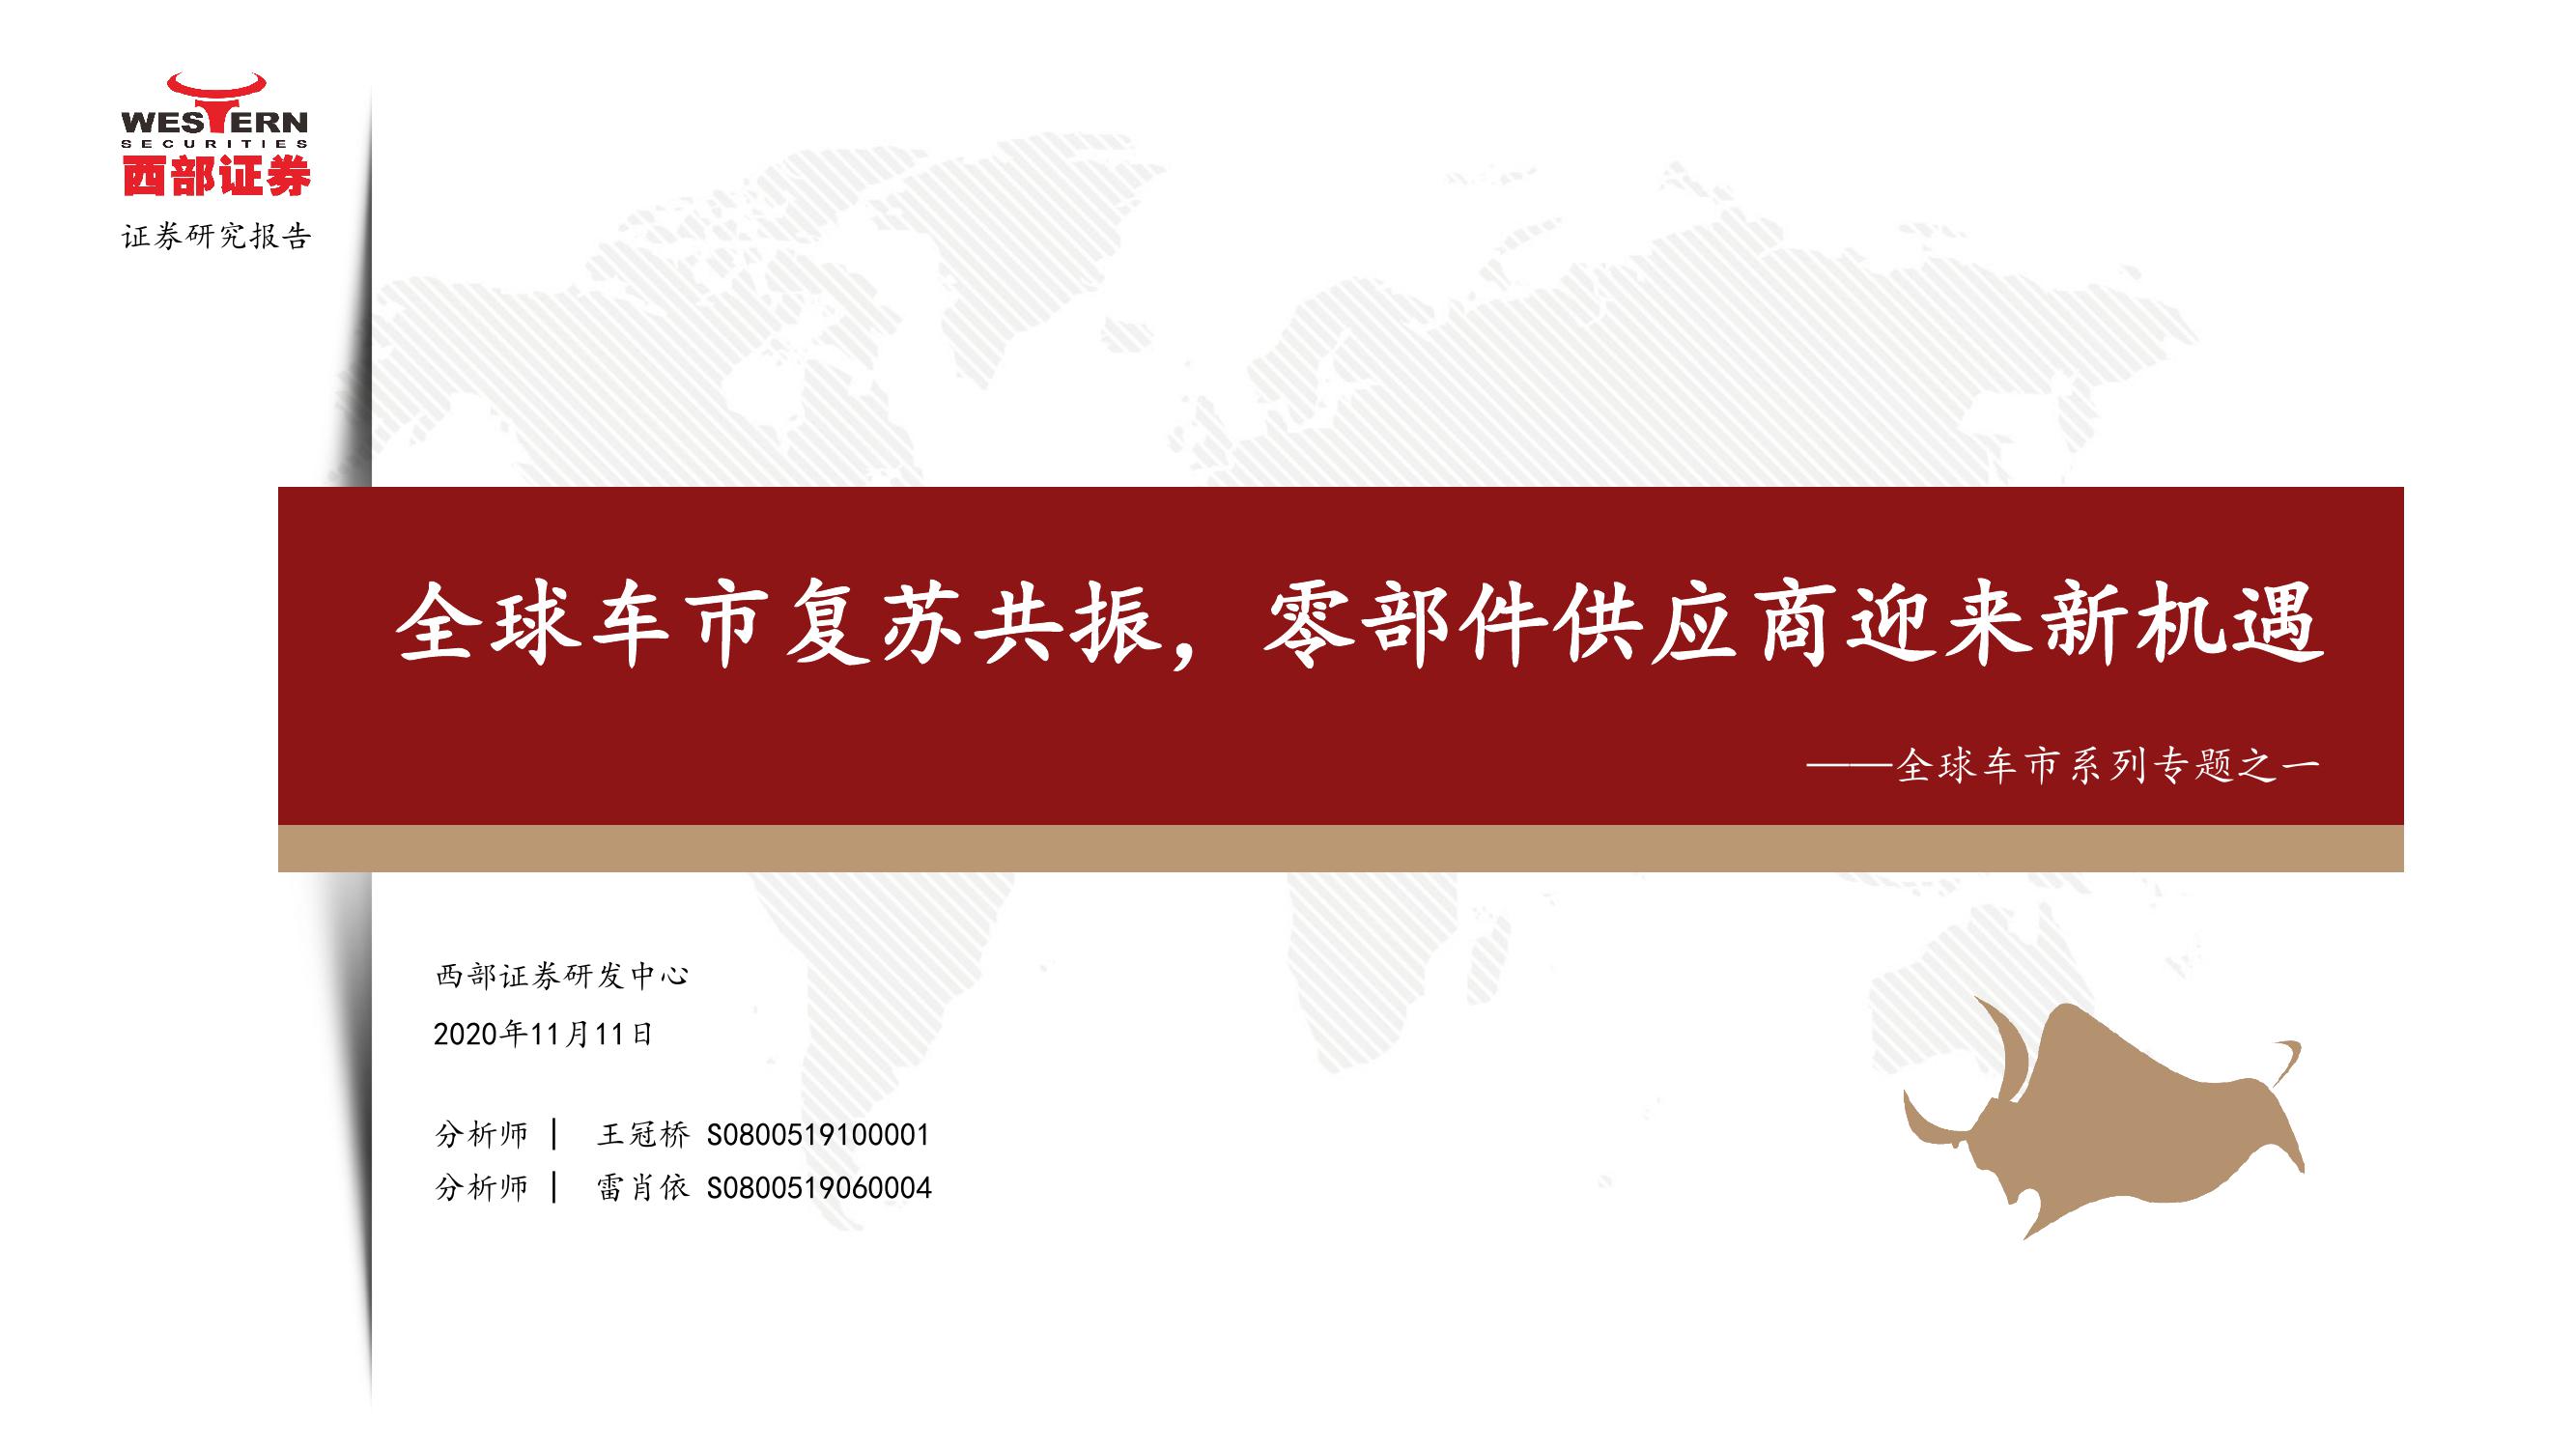 WESTERN
SECURITIES
西部证券
证券研究报告
全球车市复苏共振，零部件供应商迎来新机遇
——全球车市系列专题之一
西部证券研发中心
2020年11月11日
分析师 | 王冠桥 S0800519100001
分析师 | 雷肖依 S0800519060004